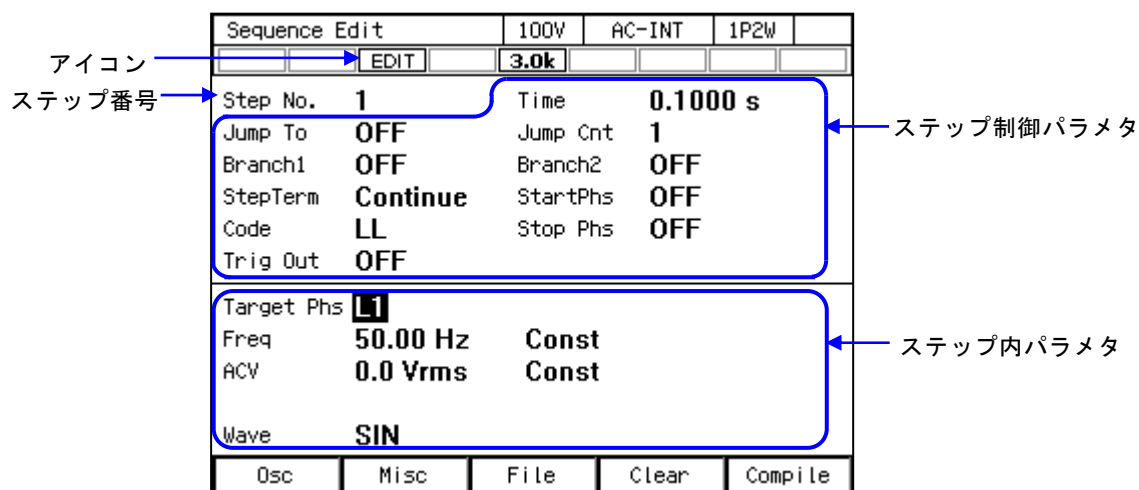 Sequence Edit 100V AC-INT 1P2W
アイコン EDIT 3.0k
ステップ番号 Step No. 1 Time 0.1000 s
Jump To OFF Jump Cnt 1 ステップ制御パラメタ
Branch1 OFF Branch2 OFF
StepTerm Continue StartPhs OFF
Code LL Stop Phs OFF
Trig Out OFF
Target Phs L1
Freq 50.00 Hz Const ステップ内パラメタ
ACV 0.0 Vrms Const
Wave SIN
Osc Misc File Clear Compile